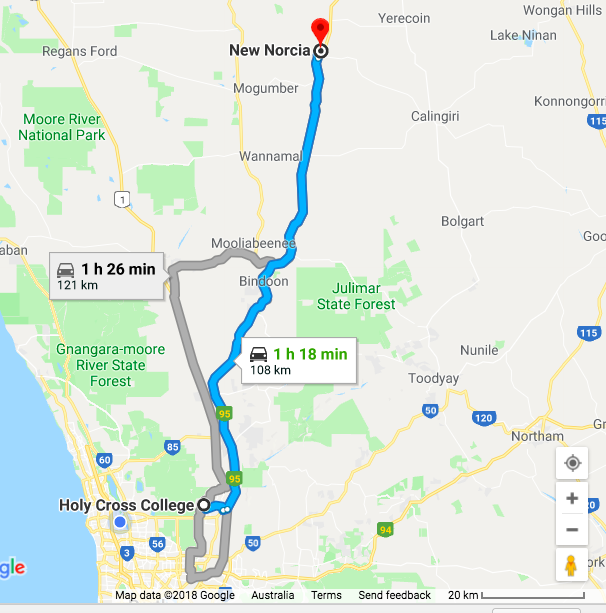 Wongan Hills
Yerecoin
Lake Ninan
Regans Ford
New Norcia
Mogumber
Konnongorri
Calingiri
115
Moore River
National Park
Wannamal
1
Bolgart
Mooliabeenee
Goo
aban
1 h 26 min
121 km
Bindoon
Julimar
State Forest
115
Gnangara-moore
River State
Forest
1 h 18 min
108 km
Nunile
Toodyay
95
50
120
Northam
85
60
95
Holy Cross College
94
50
56
3
gle
ork
Map data ©2018 Google Australia Terms Send feedback 20 km